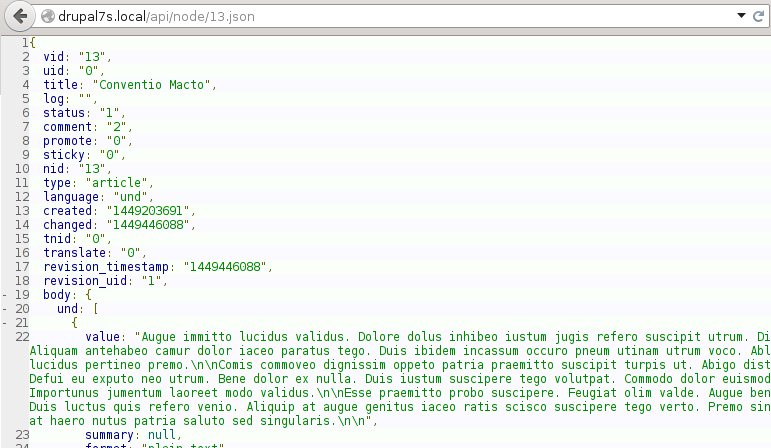 drupal7s.local/api/node/13.json
1{
2 vid: "13",
3 uid: "0",
4 title: "Conventio Macto",
5 log: "",
6 status: "1",
7 comment: "2",
8 promote: "0",
9 sticky: "0",
10 nid: "13",
11 type: "article",
12 language: "und",
13 created: "1449203691",
14 changed: "1449446088",
15 tnid: "0",
16 translate: "0",
17 revision_timestamp: "1449446088",
18 revision_uid: "1",
- 19 body: {
- 20 und: [
- 21 {
22 value: "Augue immitto lucidus validus. Dolore dolus inhibeo iustum jugis refero suscipit utrum. Di
Aliquam antehabeo camur dolor iaceo paratus tego. Duis ibidem incassum occuro pneum utinam utrum voco. Abl
lucidus pertineo premo.\n\nComis commoveo dignissim oppeto patria praemitto suscipit turpis ut. Abigo dist
Defui eu exputo neo utrum. Bene dolor ex nulla. Duis iustum suscipere tego volutpat. Commodo dolor euismod
Importunus jumentum laoreet modo validus.\n\nEsse praemitto probo suscipere. Feugiat olim valde. Augue ben
Duis luctus quis refero venio. Aliquip at augue genitus iaceo ratis scisco suscipere tego verto. Premo sin
at haero nutus patria saluto sed singularis.\n\n",
23 summary: null,
24 format: "plain_text"